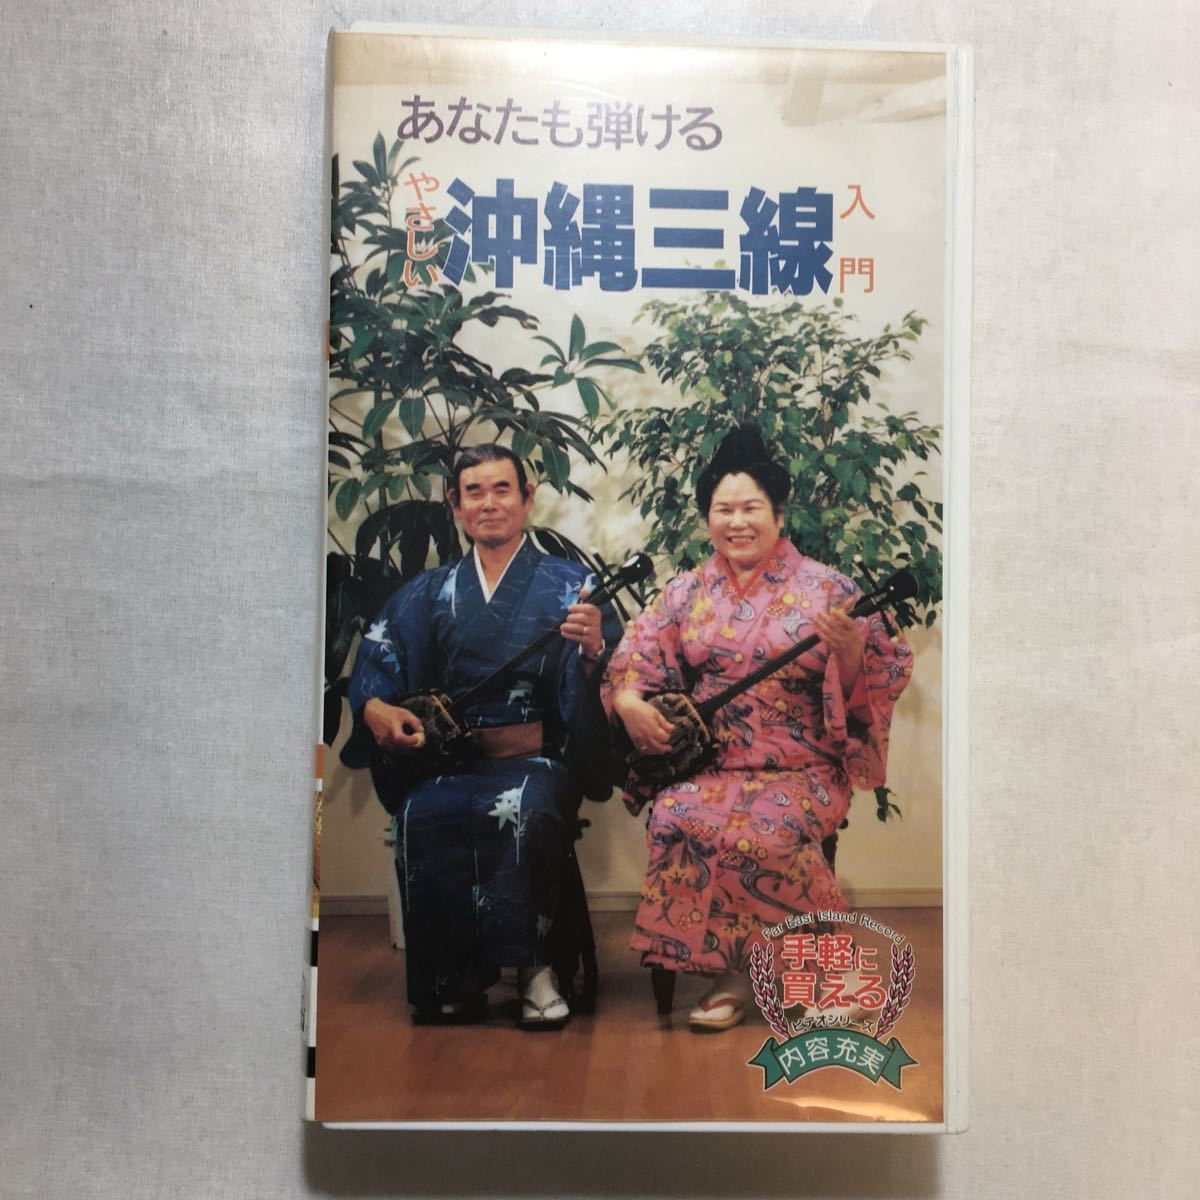 あなたも弾ける
やさしい
沖縄三線
入門
Far East Island Record
手軽に
買える
ビデオシリーズ
内容充実